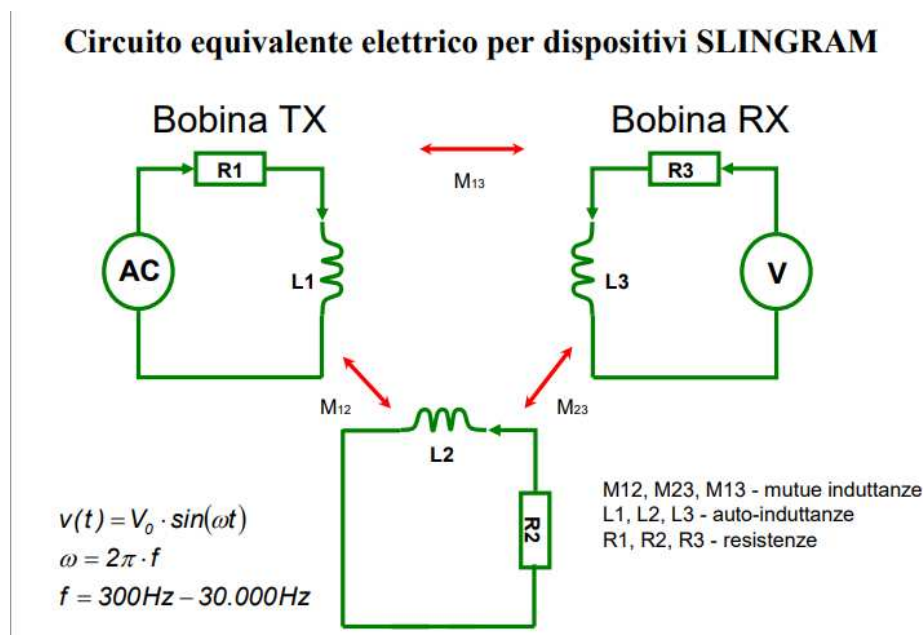 Circuito equivalente elettrico per dispositivi SLINGRAM
Bobina TX
Bobina RX
R1
M13
R3
AC
L1
L3
V
M12
M23
L2
R2
v(t) = V₀ · sin(ωt)
ω = 2π · f
f = 300Hz – 30.000Hz
M12, M23, M13 - mutue induttanze
L1, L2, L3 - auto-induttanze
R1, R2, R3 - resistenze